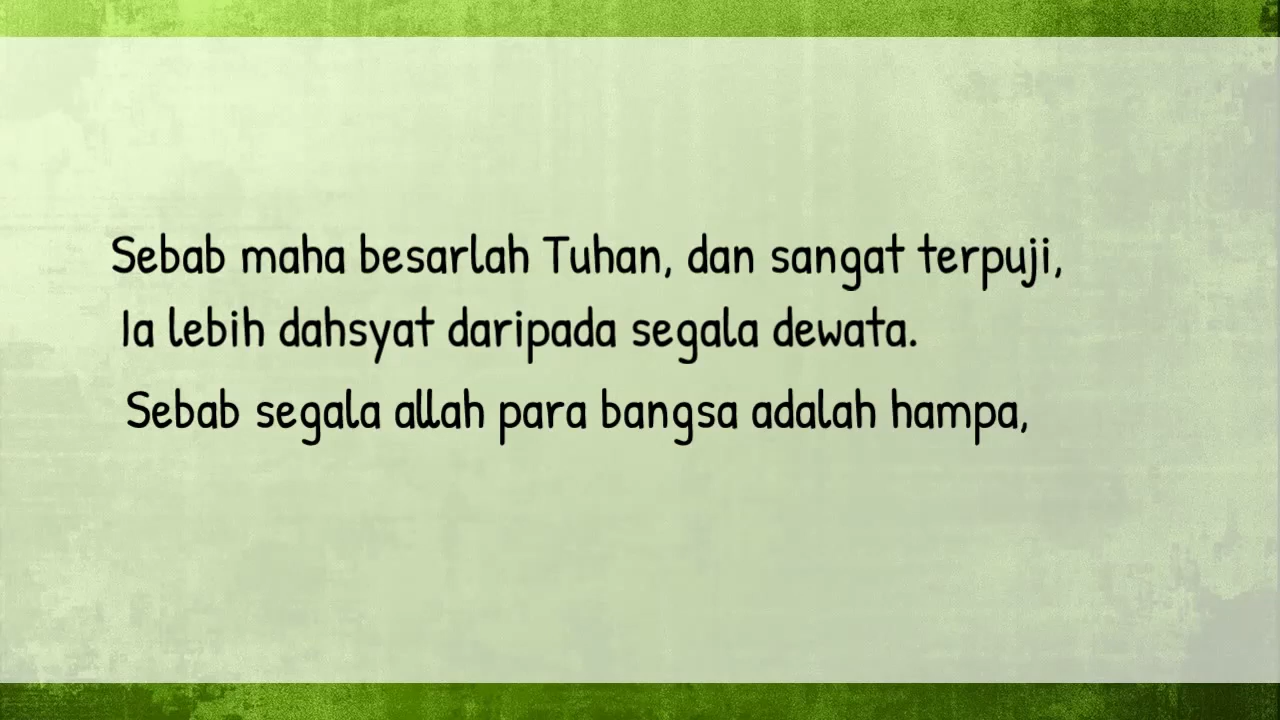 Sebab maha besarlah Tuhan, dan sangat terpuji,
Ia lebih dahsyat daripada segala dewata.
Sebab segala allah para bangsa adalah hampa,